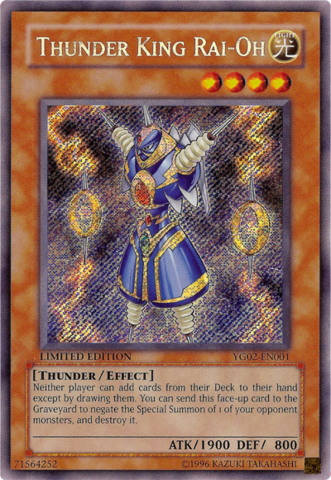 THUNDER KING RAI-OH
LIGHT
光
LIMITED EDITION
YG02-EN001
[THUNDER/EFFECT]
Neither player can add cards from their Deck to their hand
except by drawing them. You can send this face-up card to the
Graveyard to negate the Special Summon of 1 of your opponent
monsters, and destroy it.
ATK/1900 DEF/ 800
71564252
©1996 KAZUKI TAKAHASHI